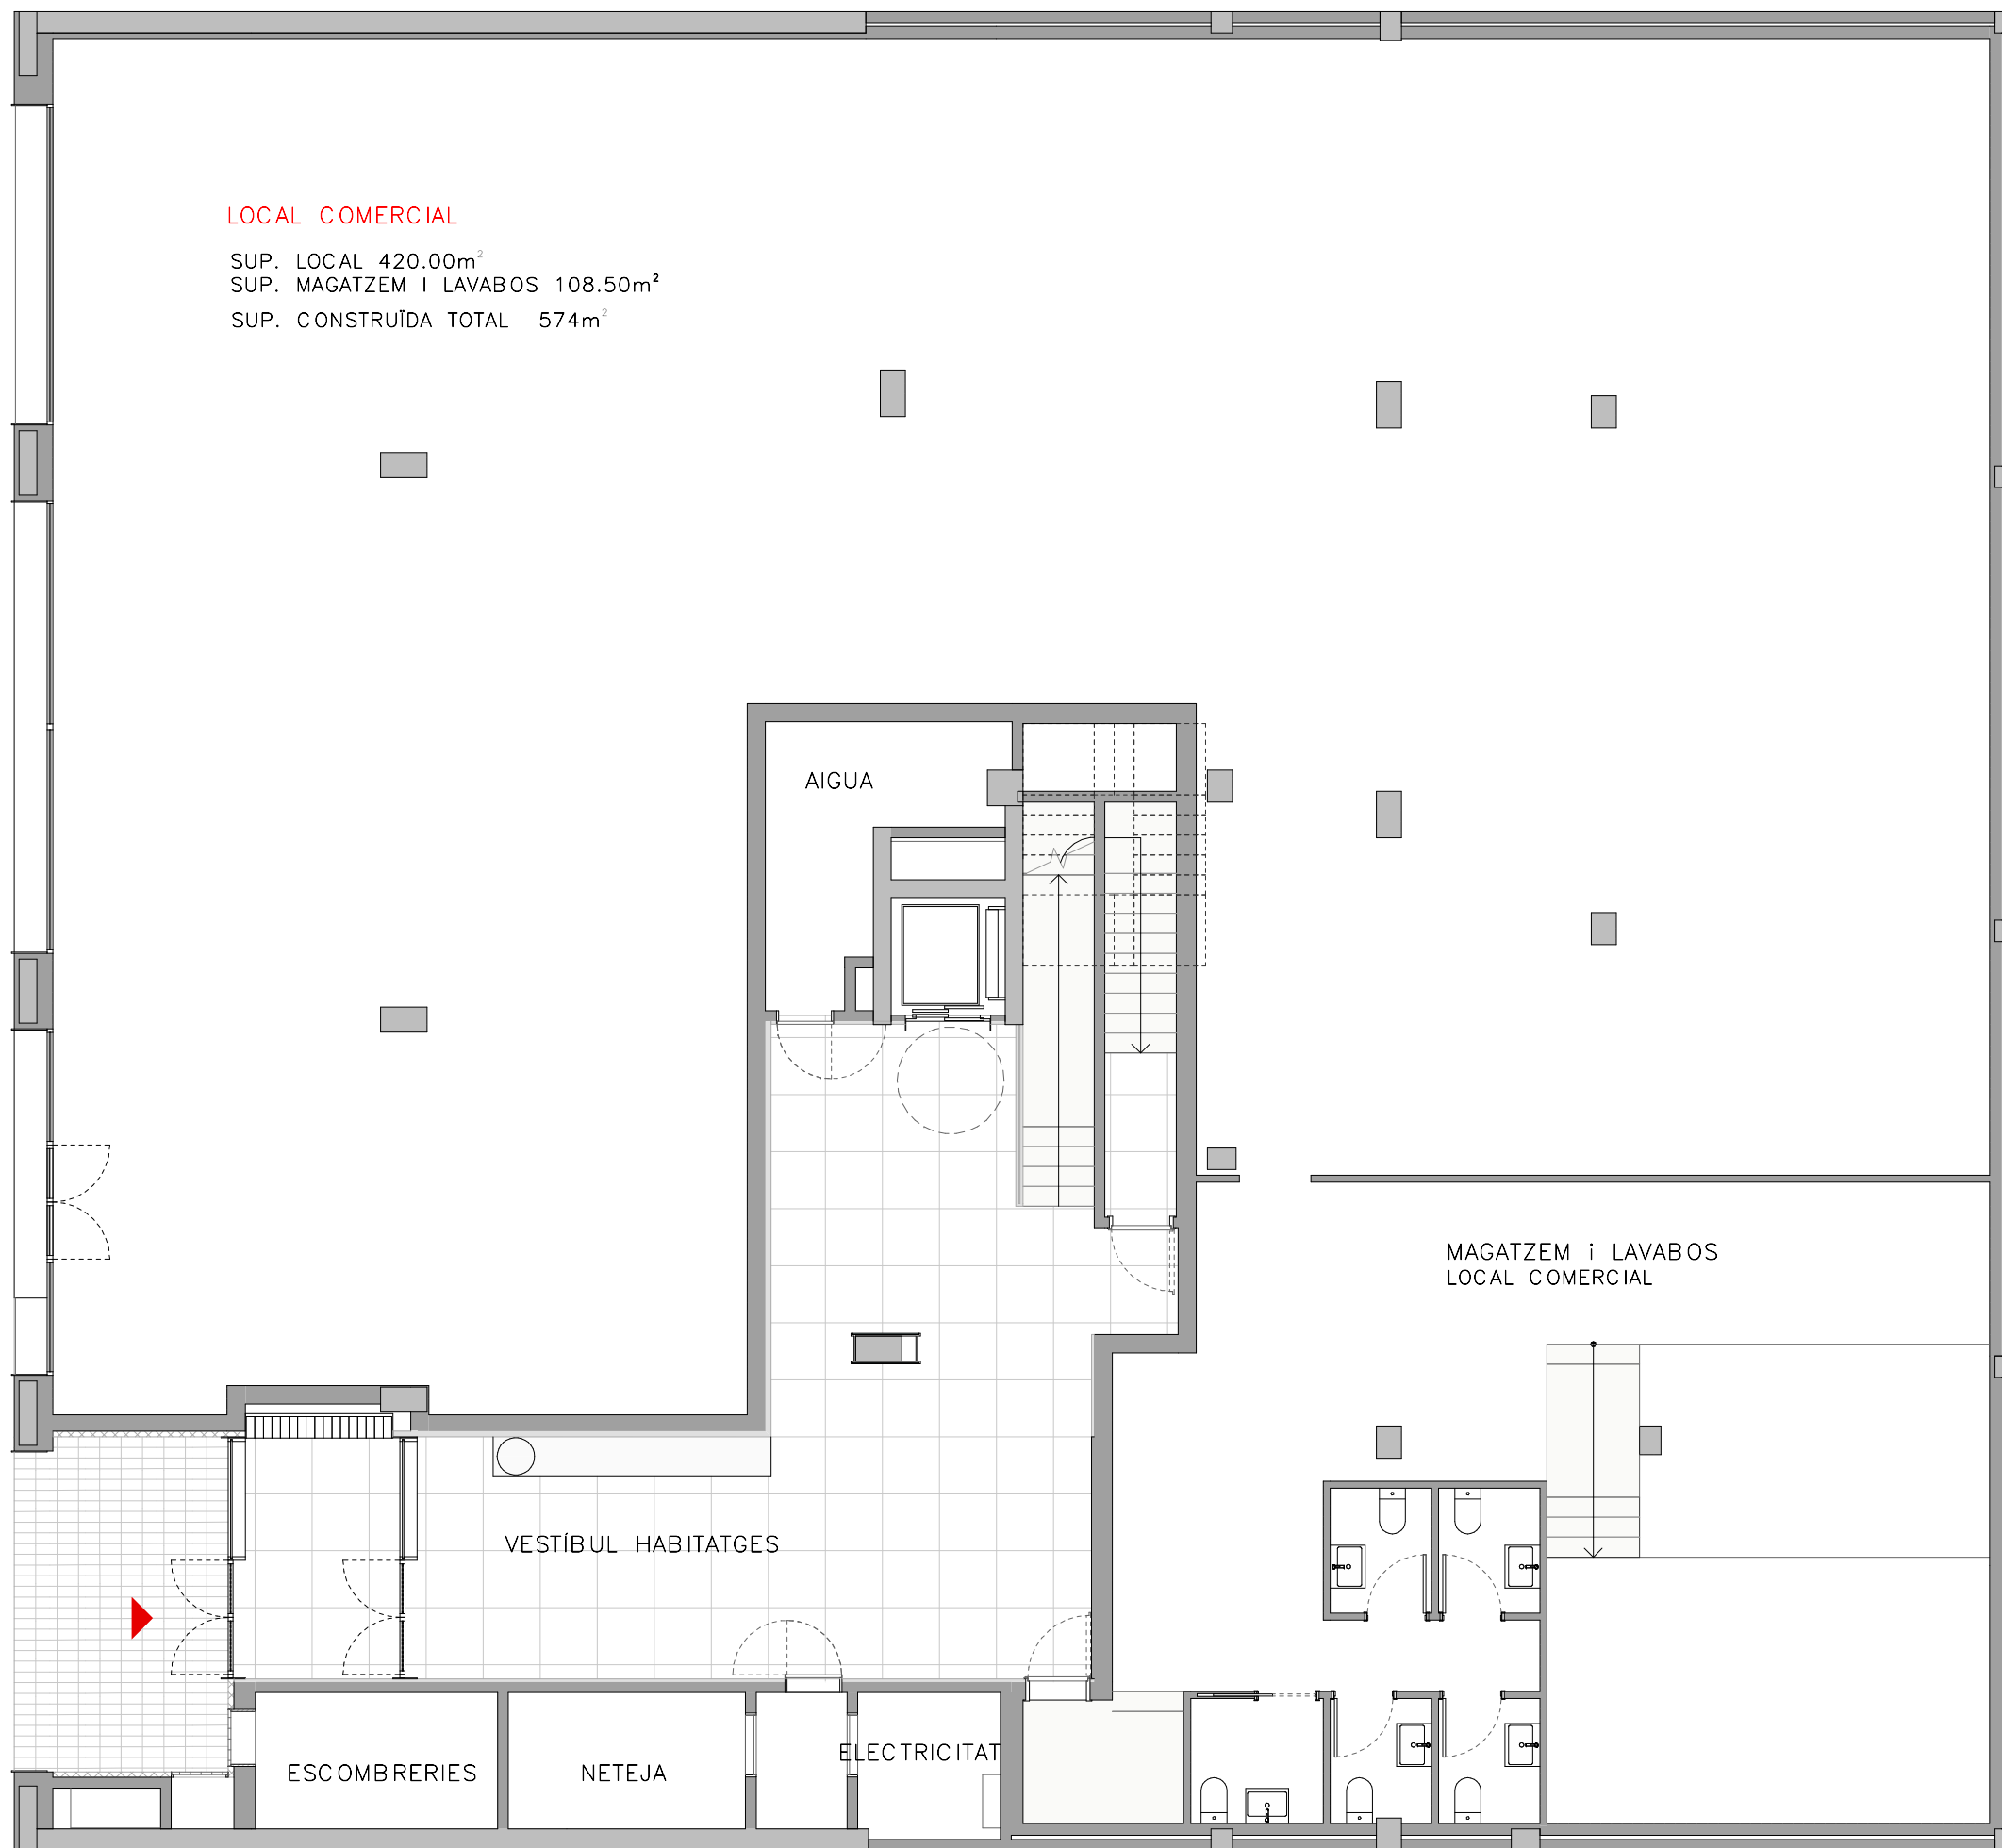 LOCAL COMERCIAL
SUP. LOCAL 420.00m²
SUP. MAGATZEM I LAVABOS 108.50m²
SUP. CONSTRUÏDA TOTAL 574m²
AIGUA
MAGATZEM i LAVABOS
LOCAL COMERCIAL
VESTÍBUL HABITATGES
ELECTRICITAT
ESCOMBRERIES
NETEJA